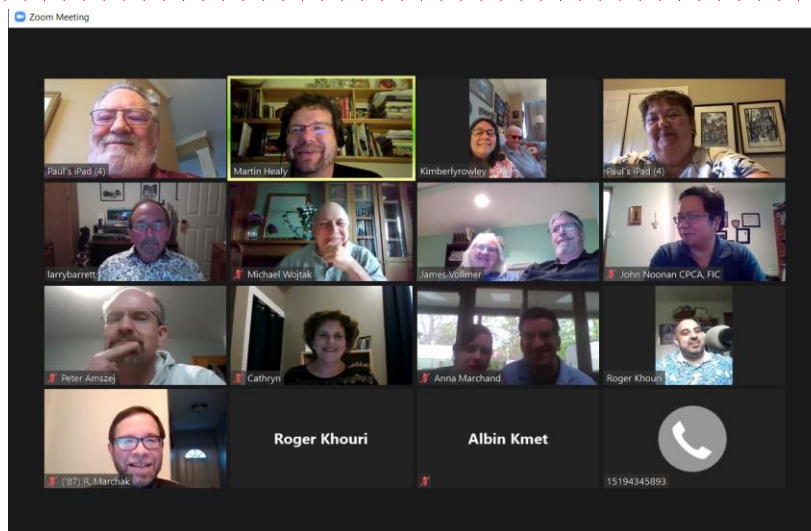 Zoom Meeting
Paul's iPad (4)
Martin Healy
Kimberlyrowley
Paul's iPad (4)
larrybarrett
Michael Wojtak
James Vollmer
John Noonan CPCA, FIC
Peter Amszej
Cathryn
Anna Marchand
Roger Khouri
('87) R, Marchak
Roger Khouri
Albin Kmet
15194345893